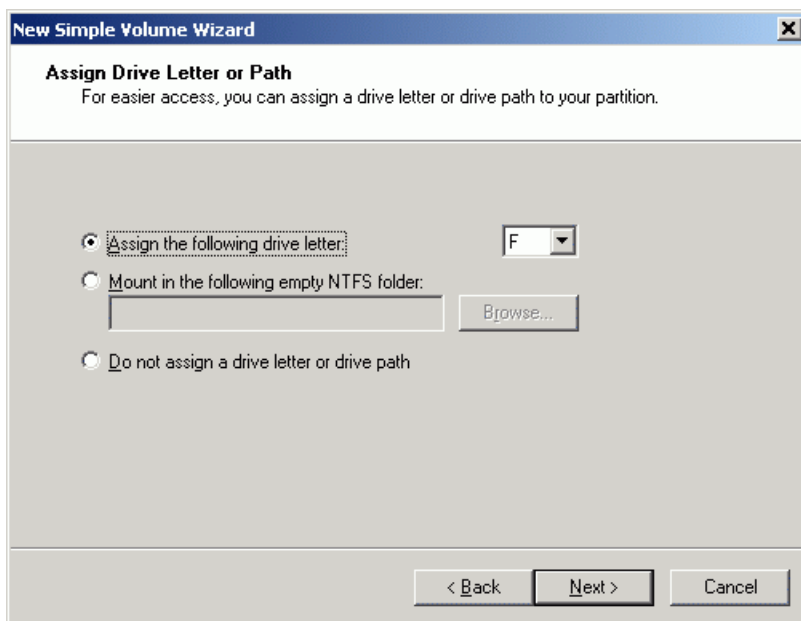 New Simple Volume Wizard
Assign Drive Letter or Path
For easier access, you can assign a drive letter or drive path to your partition.
Assign the following drive letter: F
Mount in the following empty NTFS folder:
Browse...
Do not assign a drive letter or drive path
< Back Next > Cancel